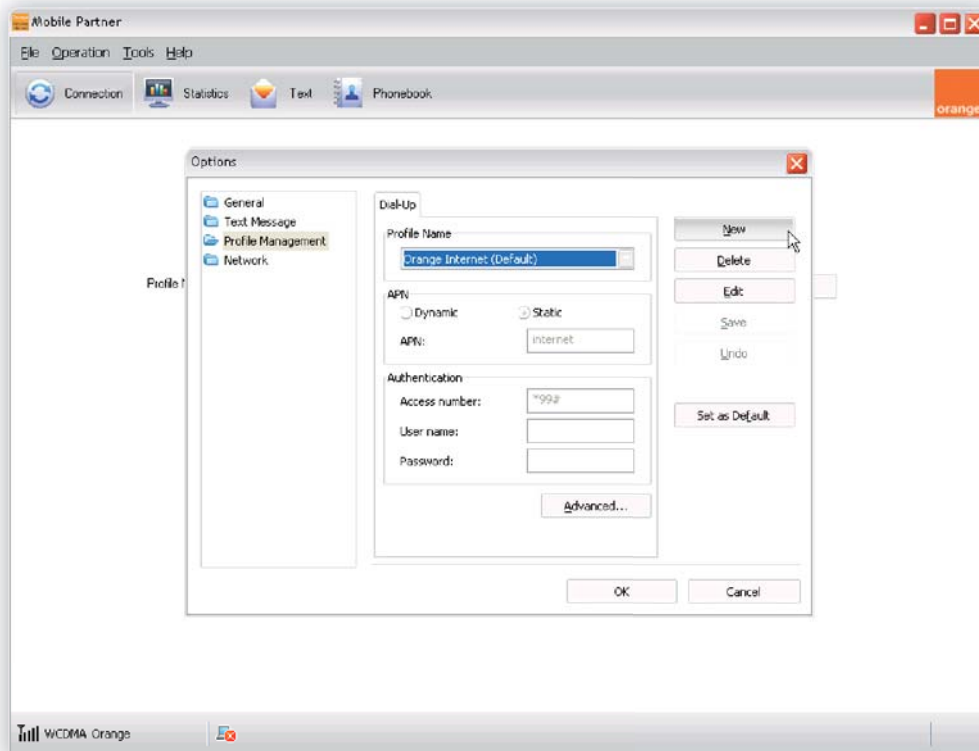 Mobile Partner
File Operation Tools Help
Connection Statistics Text Phonebook
orange
Options
General
Text Message
Profile Management
Network
Dial-Up
Profile Name
Orange Internet (Default)
APN
Dynamic Static
APN: internet
Authentication
Access number: *99#
User name:
Password:
Advanced...
New
Delete
Edit
Save
Undo
Set as Default
OK Cancel
Profile
WCDMA Orange